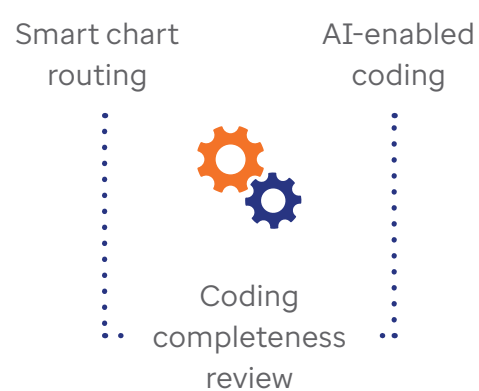 Smart chart
routing
AI-enabled
coding
Coding
completeness
review